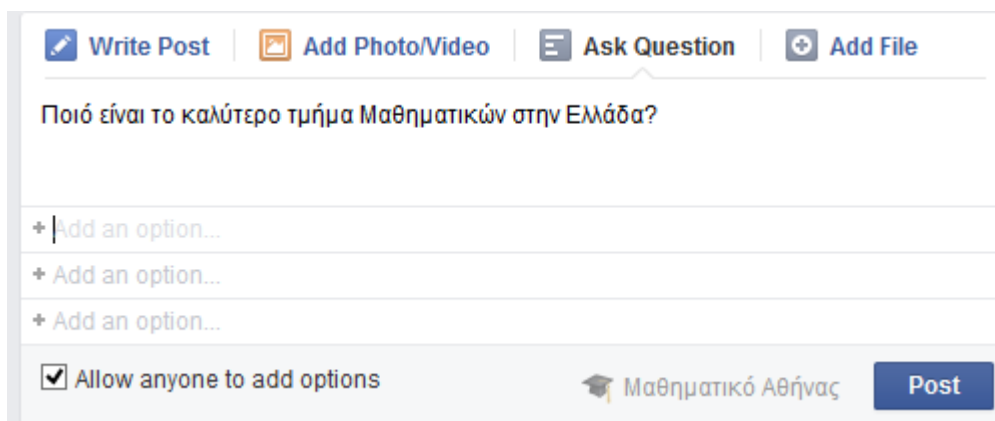 Write Post Add Photo/Video Ask Question Add File
Ποιό είναι το καλύτερο τμήμα Μαθηματικών στην Ελλάδα?
+ Add an option...
+ Add an option...
+ Add an option...
Allow anyone to add options Μαθηματικό Αθήνας Post